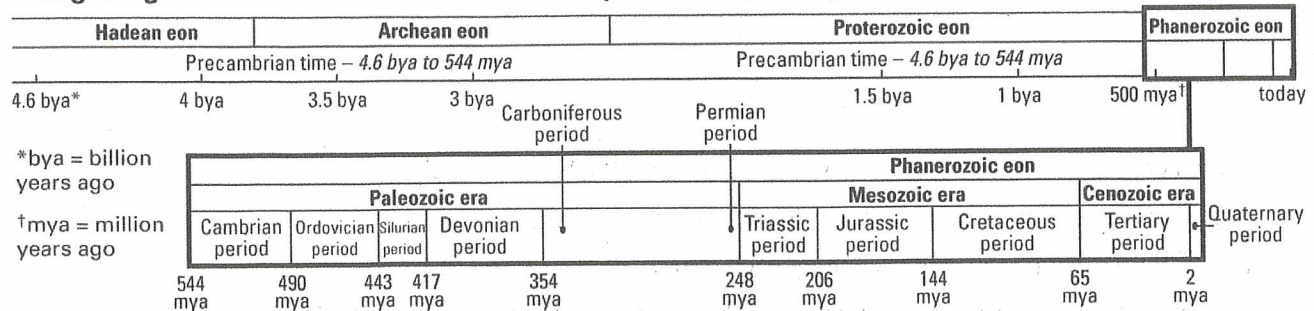 Hadean eon Archean eon Proterozoic eon Phanerozoic eon
Precambrian time – 4.6 bya to 544 mya Precambrian time – 4.6 bya to 544 mya
4.6 bya* 4 bya 3.5 bya 3 bya 1.5 bya 1 bya 500 mya† today
Carboniferous period
Permian period
*bya = billion
years ago
†mya = million
years ago
Phanerozoic eon
Paleozoic era Mesozoic era Cenozoic era
Cambrian period Ordovician period Silurian period Devonian period Triassic period Jurassic period Cretaceous period Tertiary period Quaternary period
544 mya 490 mya 443 mya 417 mya 354 mya 248 mya 206 mya 144 mya 65 mya 2 mya